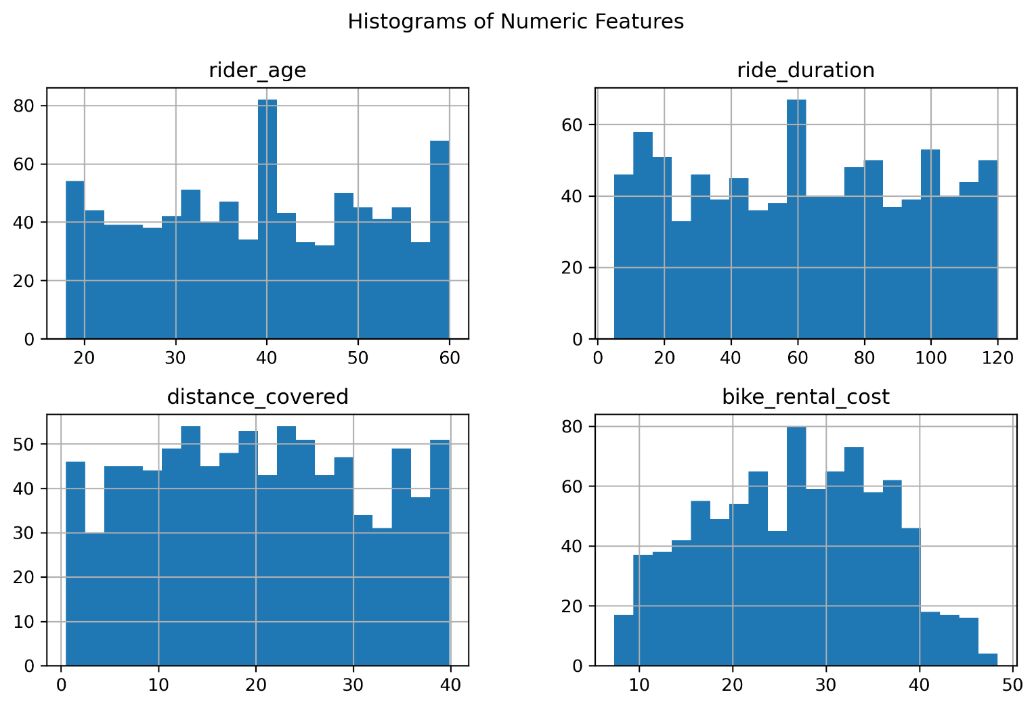 Histograms of Numeric Features
rider_age
80
60
40
20
0
20 30 40 50 60
ride_duration
60
40
20
0
0 20 40 60 80 100 120
distance_covered
50
40
30
20
10
0
0 10 20 30 40
bike_rental_cost
80
60
40
20
0
10 20 30 40 50